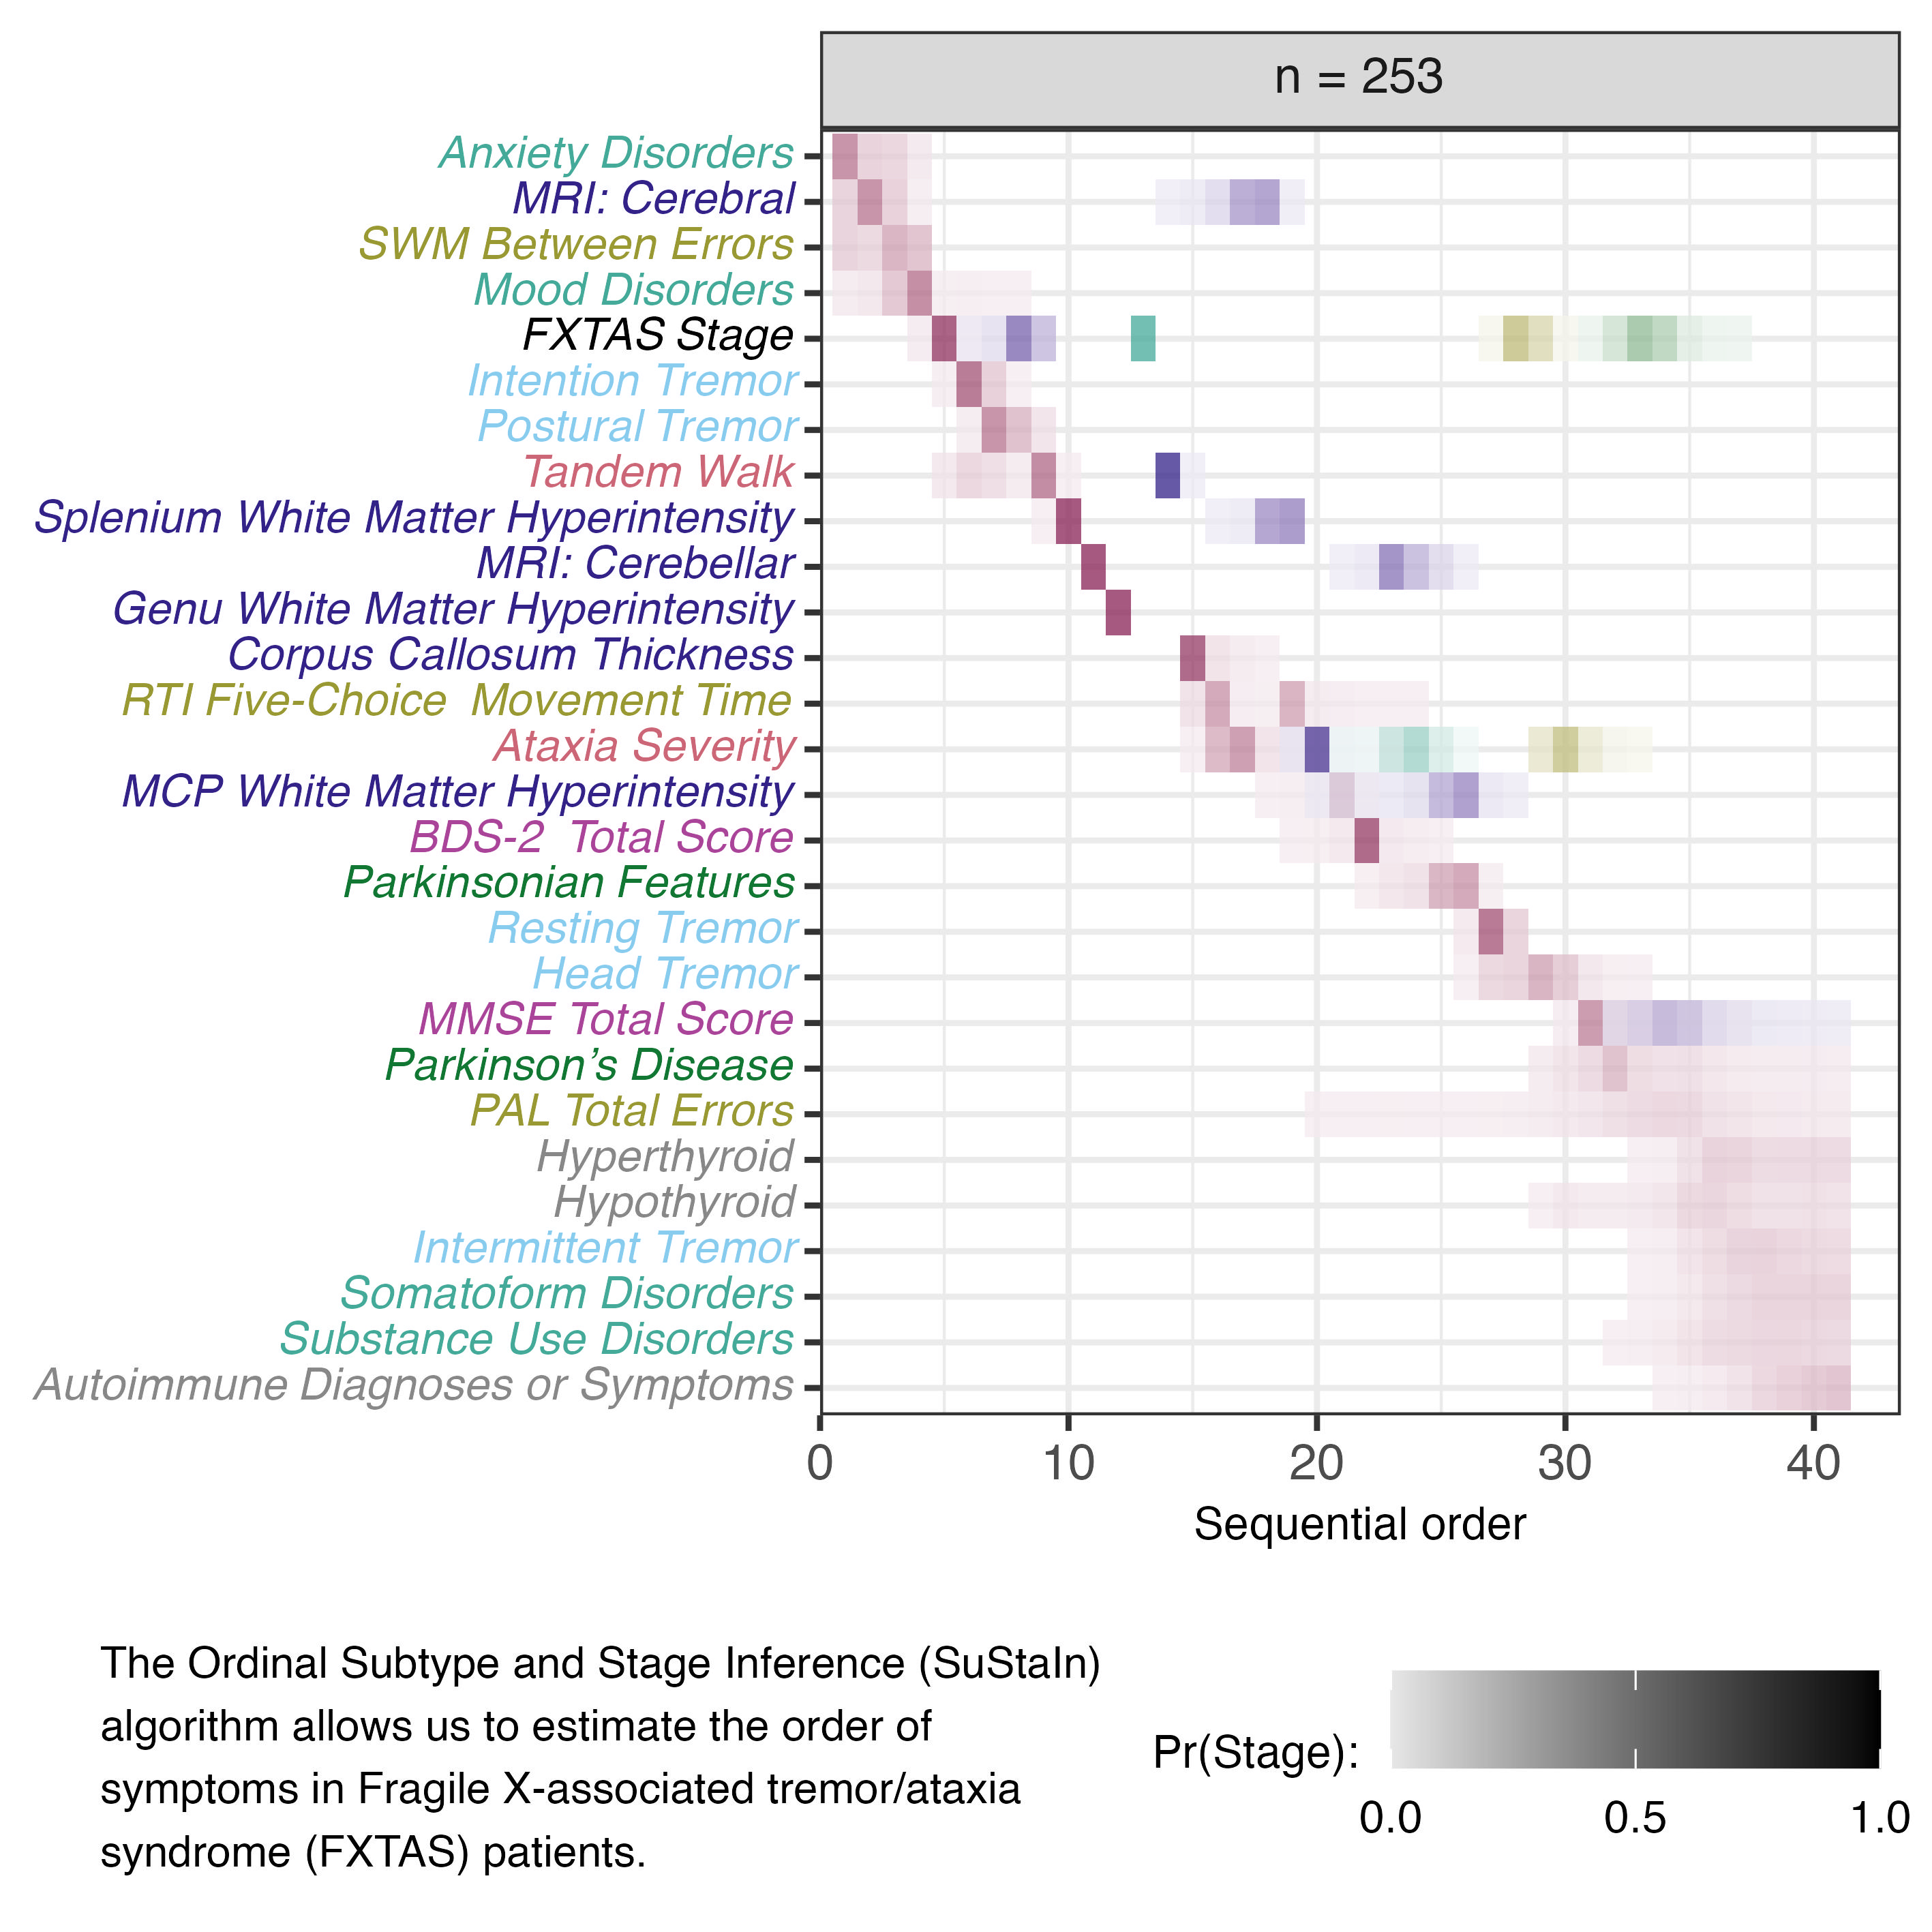 n = 253
Anxiety Disorders
MRI: Cerebral
SWM Between Errors
Mood Disorders
FXTAS Stage
Intention Tremor
Postural Tremor
Tandem Walk
Splenium White Matter Hyperintensity
MRI: Cerebellar
Genu White Matter Hyperintensity
Corpus Callosum Thickness
RTI Five-Choice  Movement Time
Ataxia Severity
MCP White Matter Hyperintensity
BDS-2  Total Score
Parkinsonian Features
Resting Tremor
Head Tremor
MMSE Total Score
Parkinson’s Disease
PAL Total Errors
Hyperthyroid
Hypothyroid
Intermittent Tremor
Somatoform Disorders
Substance Use Disorders
Autoimmune Diagnoses or Symptoms
0 10 20 30 40
Sequential order
The Ordinal Subtype and Stage Inference (SuStaIn)
algorithm allows us to estimate the order of
symptoms in Fragile X-associated tremor/ataxia
syndrome (FXTAS) patients.
Pr(Stage):
0.0 0.5 1.0